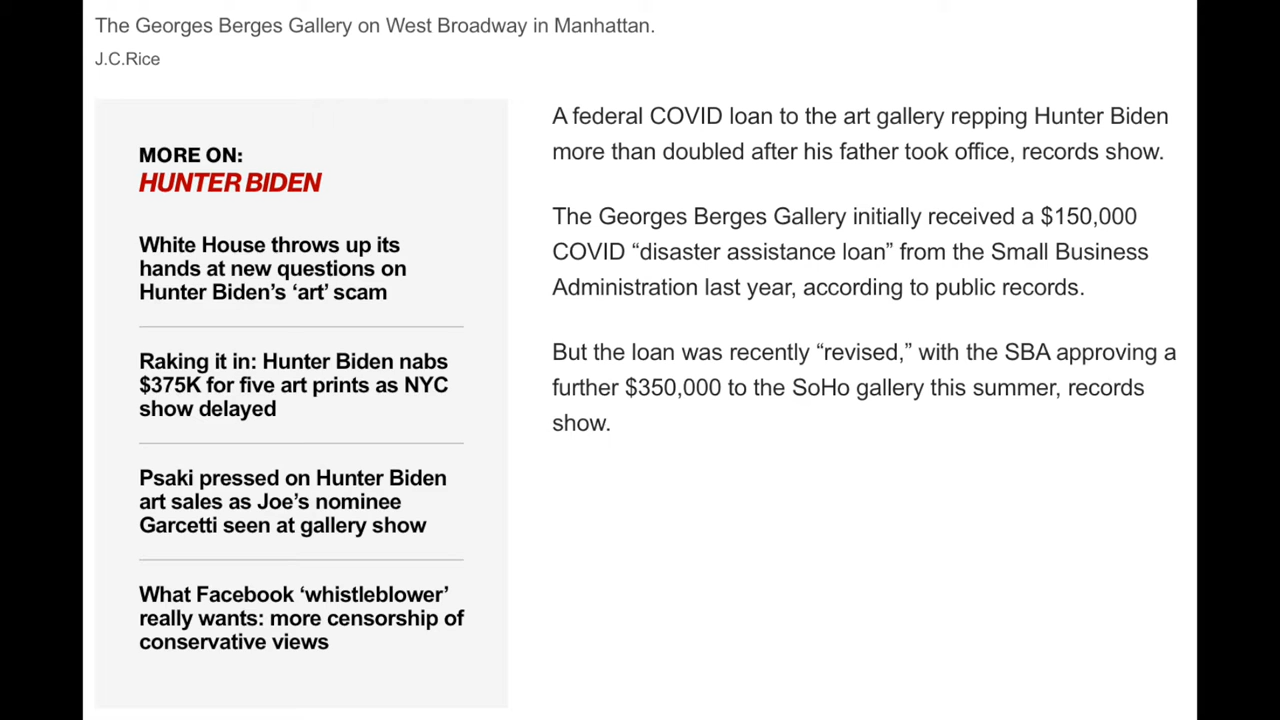 The Georges Berges Gallery on West Broadway in Manhattan.
J.C.Rice
MORE ON:
HUNTER BIDEN
White House throws up its
hands at new questions on
Hunter Biden’s ‘art’ scam
Raking it in: Hunter Biden nabs
$375K for five art prints as NYC
show delayed
Psaki pressed on Hunter Biden
art sales as Joe’s nominee
Garcetti seen at gallery show
What Facebook ‘whistleblower’
really wants: more censorship of
conservative views
A federal COVID loan to the art gallery repping Hunter Biden
more than doubled after his father took office, records show.
The Georges Berges Gallery initially received a $150,000
COVID “disaster assistance loan” from the Small Business
Administration last year, according to public records.
But the loan was recently “revised,” with the SBA approving a
further $350,000 to the SoHo gallery this summer, records
show.